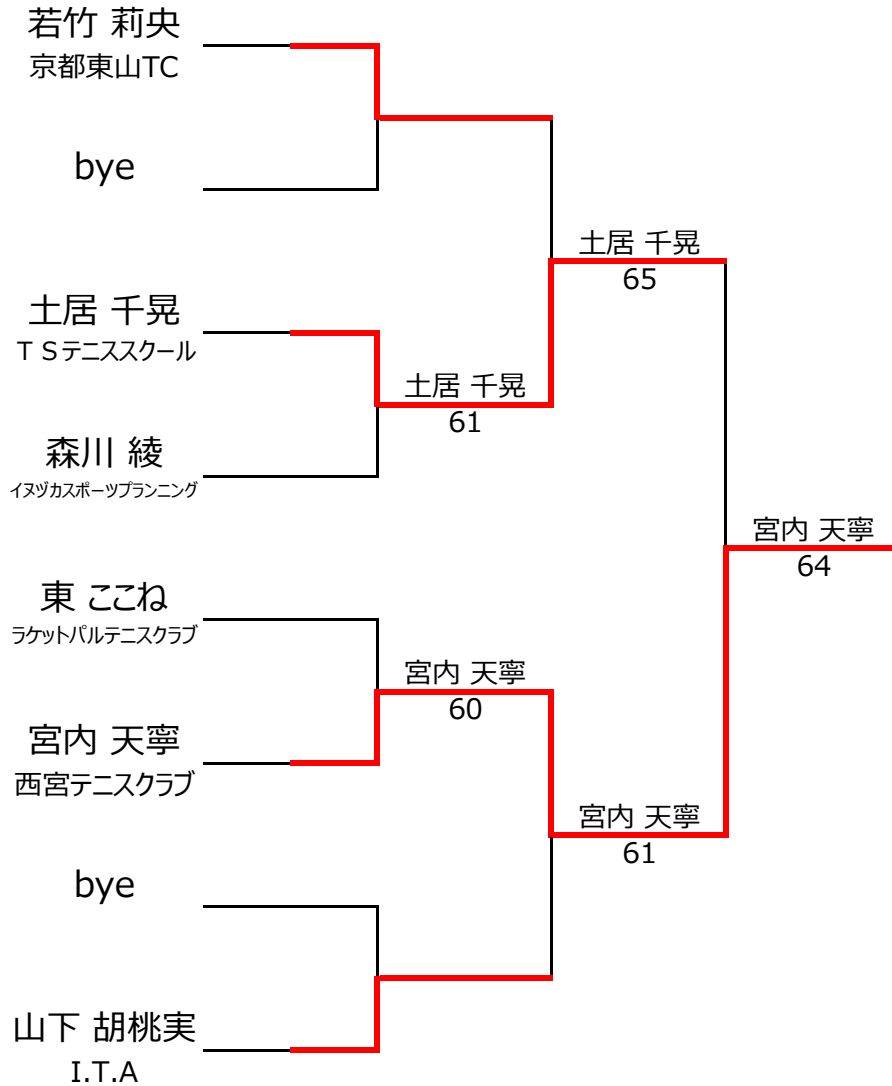 若竹 莉央
京都東山TC
bye
土居 千晃
65
土居 千晃
ＴＳテニススクール
土居 千晃
61
森川 綾
イヌヅカスポーツプランニング
宮内 天寧
64
東 ここね
ラケットパルテニスクラブ
宮内 天寧
60
宮内 天寧
西宮テニスクラブ
宮内 天寧
61
bye
山下 胡桃実
I.T.A